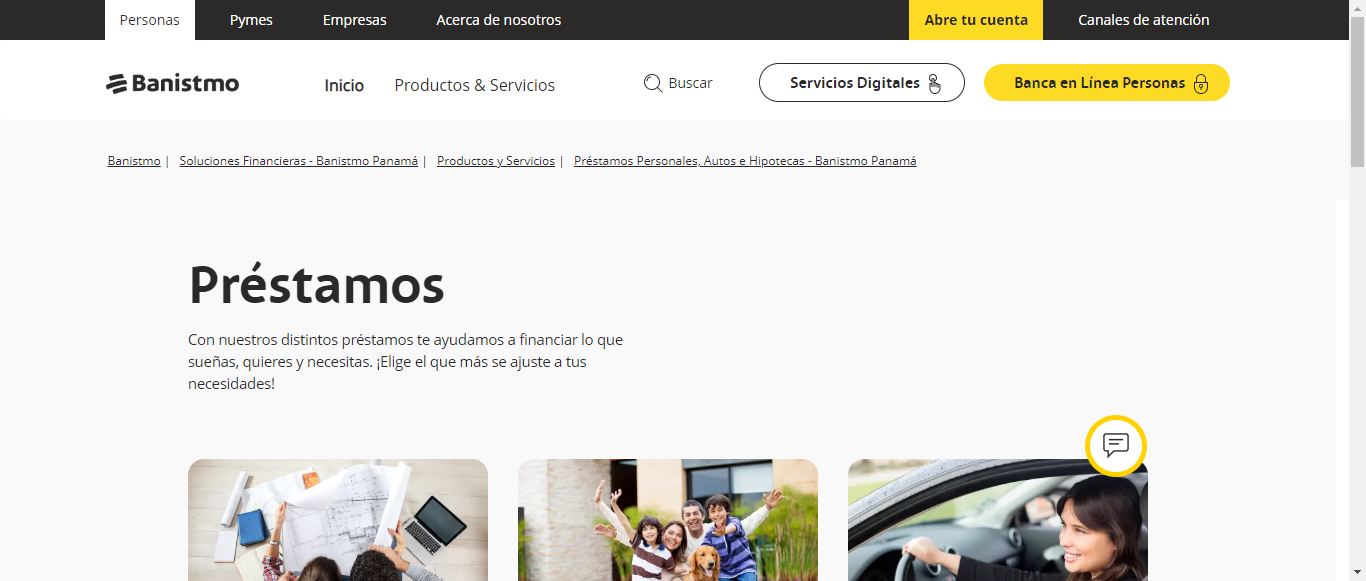 Personas Pymes Empresas Acerca de nosotros Abre tu cuenta Canales de atención
Banistmo Inicio Productos & Servicios Buscar Servicios Digitales Banca en Línea Personas
Banistmo | Soluciones Financieras - Banistmo Panamá | Productos y Servicios | Préstamos Personales, Autos e Hipotecas - Banistmo Panamá
Préstamos
Con nuestros distintos préstamos te ayudamos a financiar lo que
sueñas, quieres y necesitas. ¡Elige el que más se ajuste a tus
necesidades!